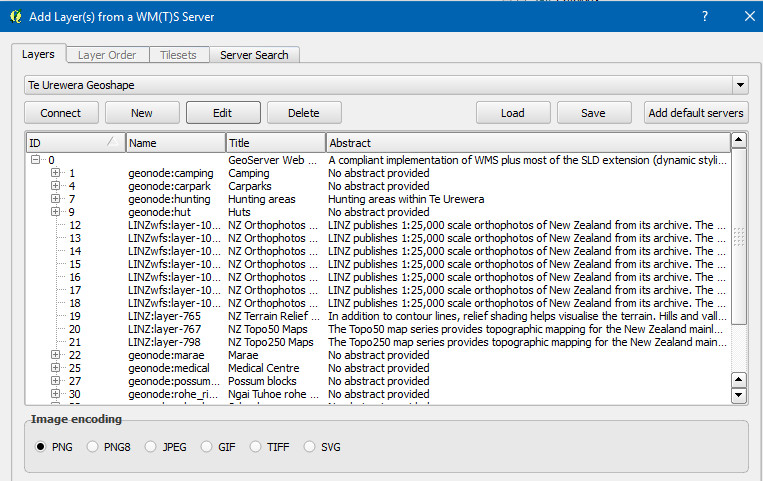 Add Layer(s) from a WM(T)S Server
Layers Layer Order Tilesets Server Search
Te Urewera Geoshape
Connect New Edit Delete Load Save Add default servers
ID Name Title Abstract
0 GeoServer Web ... A compliant implementation of WMS plus most of the SLD extension (dynamic styli...
1 geonode:camping Camping No abstract provided
4 geonode:carpark Carparks No abstract provided
7 geonode:hunting Hunting areas Hunting areas within Te Urewera
9 geonode:hut Huts No abstract provided
12 LINZwfs:layer-10... NZ Orthophotos ... LINZ publishes 1:25,000 scale orthophotos of New Zealand from its archive. The ...
13 LINZwfs:layer-10... NZ Orthophotos ... LINZ publishes 1:25,000 scale orthophotos of New Zealand from its archive. The ...
14 LINZwfs:layer-10... NZ Orthophotos ... LINZ publishes 1:25,000 scale orthophotos of New Zealand from its archive. The ...
15 LINZwfs:layer-10... NZ Orthophotos ... LINZ publishes 1:25,000 scale orthophotos of New Zealand from its archive. The ...
16 LINZwfs:layer-10... NZ Orthophotos ... LINZ publishes 1:25,000 scale orthophotos of New Zealand from its archive. The ...
17 LINZwfs:layer-10... NZ Orthophotos ... LINZ publishes 1:25,000 scale orthophotos of New Zealand from its archive. The ...
18 LINZwfs:layer-10... NZ Orthophotos ... LINZ publishes 1:25,000 scale orthophotos of New Zealand from its archive. The ...
19 LINZ:layer-765 NZ Terrain Relief ... In addition to contour lines, relief shading helps visualise the terrain. Hills and vall...
20 LINZ:layer-767 NZ Topo50 Maps The Topo50 map series provides topographic mapping for the New Zealand mainl...
21 LINZ:layer-798 NZ Topo250 Maps The Topo250 map series provides topographic mapping for the New Zealand main...
22 geonode:marae Marae No abstract provided
25 geonode:medical Medical Centre No abstract provided
27 geonode:possum... Possum blocks No abstract provided
30 geonode:rohe_ri... Ngai Tuhoe rohe ... No abstract provided
Image encoding
PNG PNG8 JPEG GIF TIFF SVG